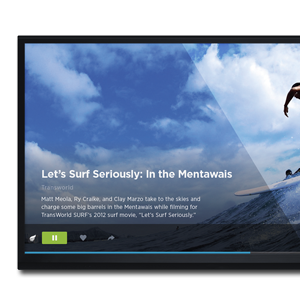 Let's Surf Seriously: In the Mentawais
Transworld
Matt Meola, Ry Craike, and Clay Marzo take to the skies and
charge some big barrels in the Mentawais while filming for
TransWorld SURF's 2012 surf movie, "Let's Surf Seriously."